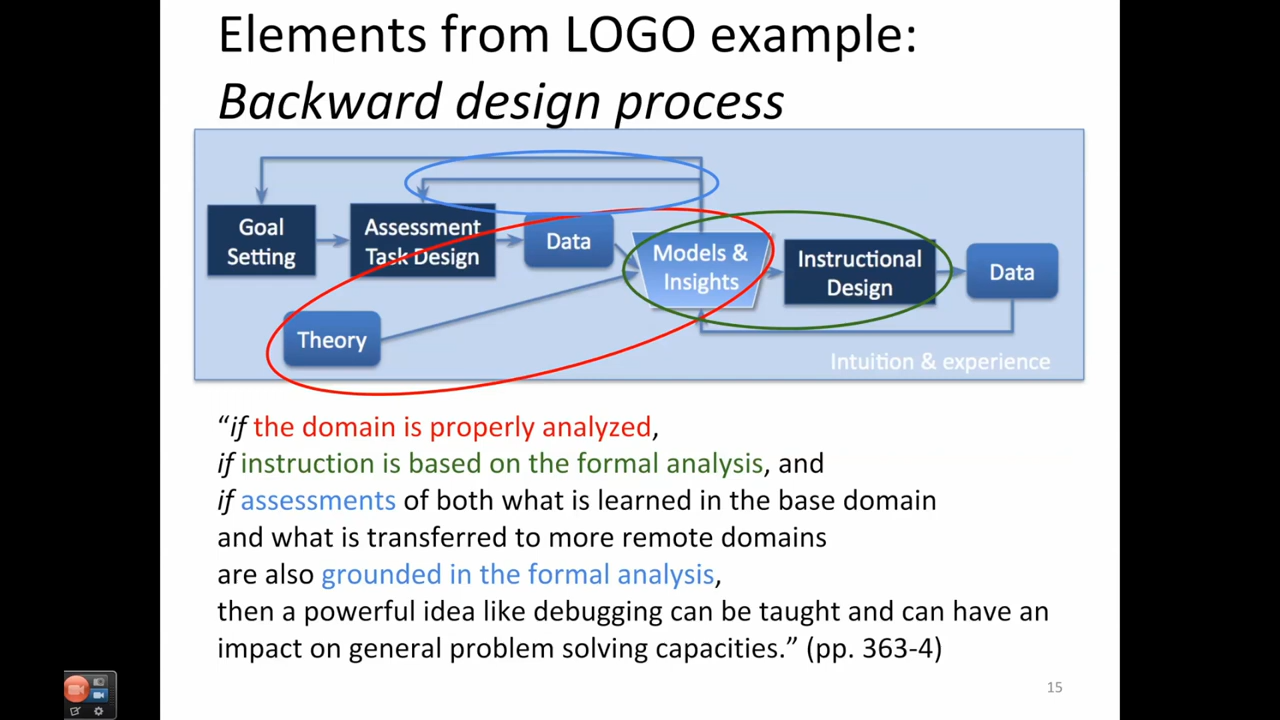 Elements from LOGO example:
Backward design process
Goal
Setting
Assessment
Task Design
Data
Models &
Insights
Instructional
Design
Data
Theory
Intuition & experience
“if the domain is properly analyzed,
if instruction is based on the formal analysis, and
if assessments of both what is learned in the base domain
and what is transferred to more remote domains
are also grounded in the formal analysis,
then a powerful idea like debugging can be taught and can have an
impact on general problem solving capacities.” (pp. 363-4)
15